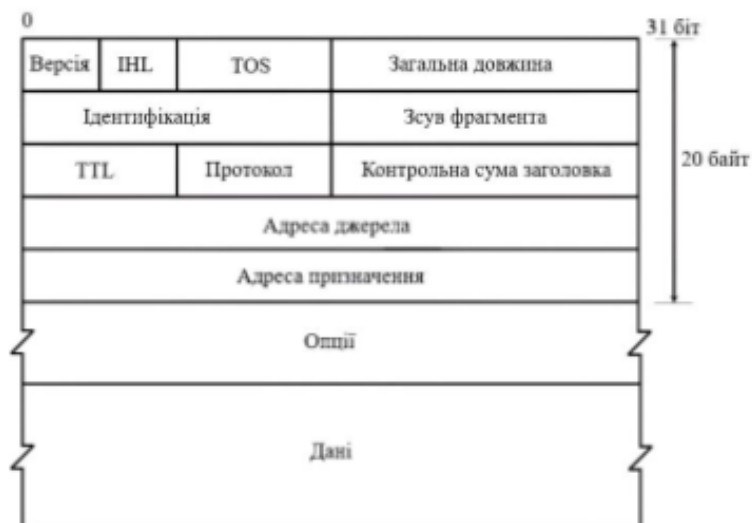 0
31 біт
Версія IHL TOS Загальна довжина
Ідентифікація Зсув фрагмента
TTL Протокол Контрольна сума заголовка
20 байт
Адреса джерела
Адреса призначення
Опції
Дані